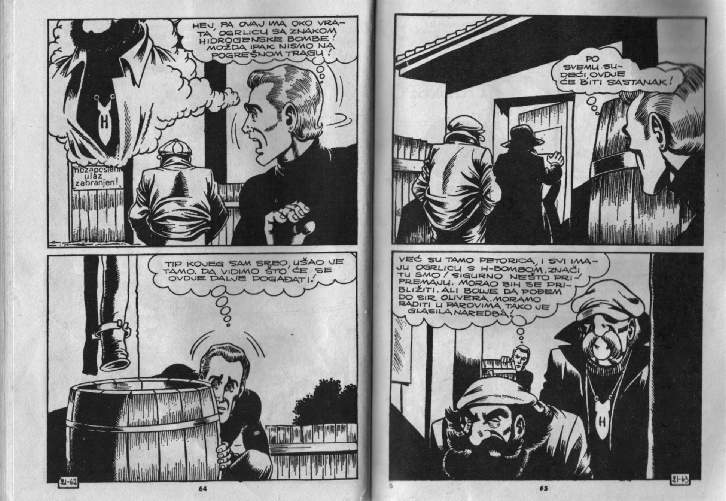 HEJ, PA OVAJ IMA OKO VRA-
TA OGRLICU SA ZNAKOM
HIDROGENSKE BOMBE!
MOŽDA IPAK NISMO NA
POGREŠNOM TRAGU!
H
nezaposlenim
ulaz
zabranjen!
TIP KOJEG SAM SREO, UŠAO JE
TAMO. DA VIDIMO ŠTO ĆE SE
OVDJE DALJE DOGAĐATI!
64
PO
SVEMU SU-
DEĆI OVDJE
ĆE BITI SASTANAK!
VEĆ SU TAMO PETORICA, I SVI IMA-
JU OGRLICU S H-BOMBOM. ZNAČI,
TU SMO! SIGURNO NEŠTO PRI-
PREMAJU. MORAO BIH SE PRI-
BLIŽITI, ALI BOLJE DA POĐEM
DO SIR OLIVERA. MORAMO
RADITI U PAROVIMA, TAKO JE
GLASILA NAREDBA!
H
65